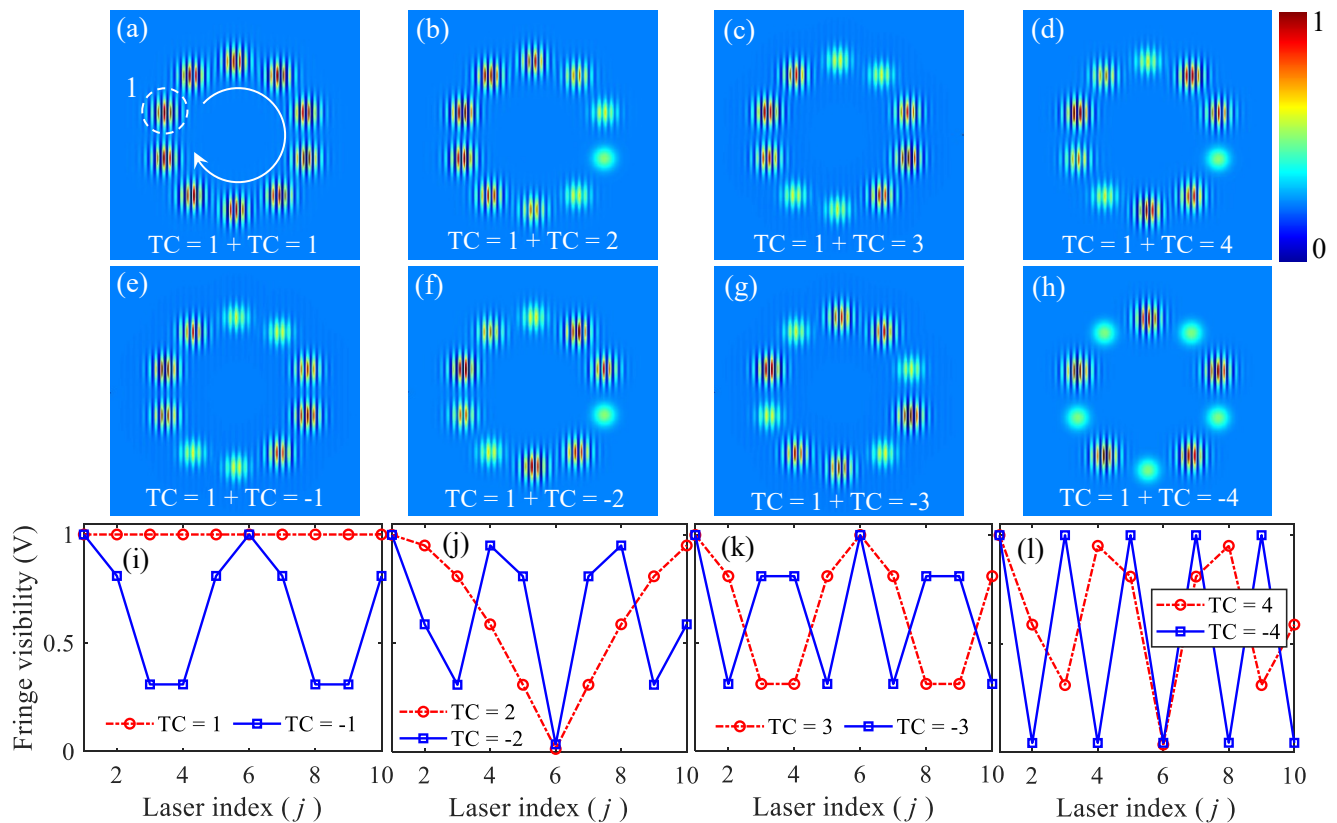 (a)
(b)
(c)
(d)
1
1
0
TC = 1 + TC = 1
TC = 1 + TC = 2
TC = 1 + TC = 3
TC = 1 + TC = 4
(e)
(f)
(g)
(h)
TC = 1 + TC = -1
TC = 1 + TC = -2
TC = 1 + TC = -3
TC = 1 + TC = -4
Fringe visibility (V)
1
0.5
0
(i)
TC = 1
TC = -1
2 4 6 8 10
Laser index ( j )
(j)
TC = 2
TC = -2
2 4 6 8 10
Laser index ( j )
(k)
TC = 3
TC = -3
2 4 6 8 10
Laser index ( j )
(l)
TC = 4
TC = -4
2 4 6 8 10
Laser index ( j )